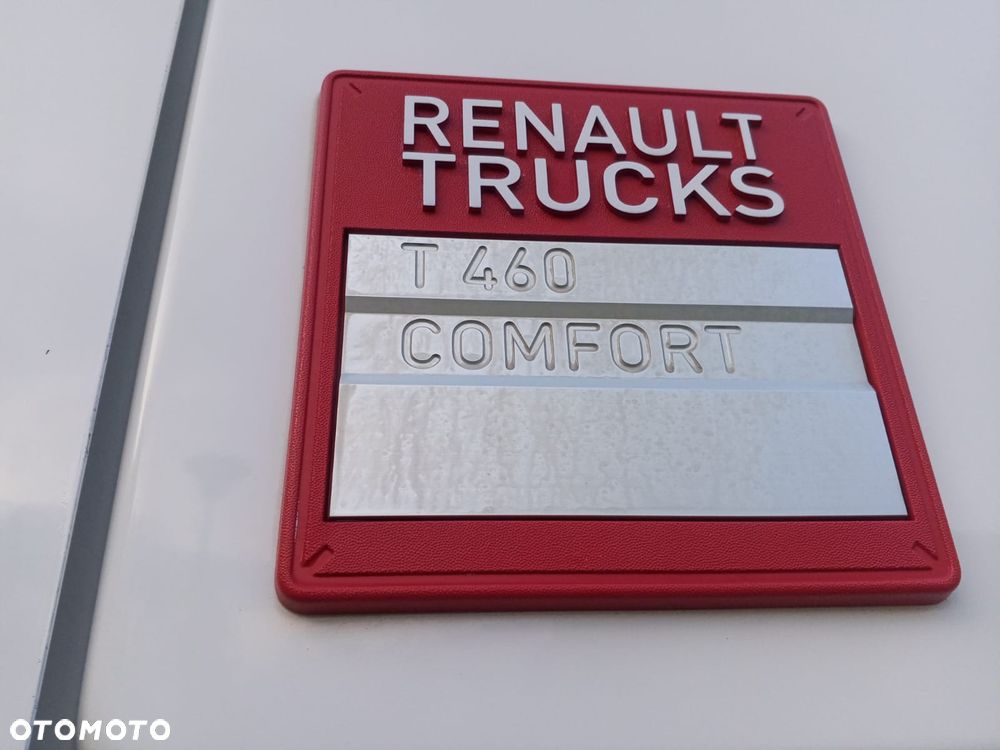 RENAULT
TRUCKS
T 460
COMFORT
OTOMOTO